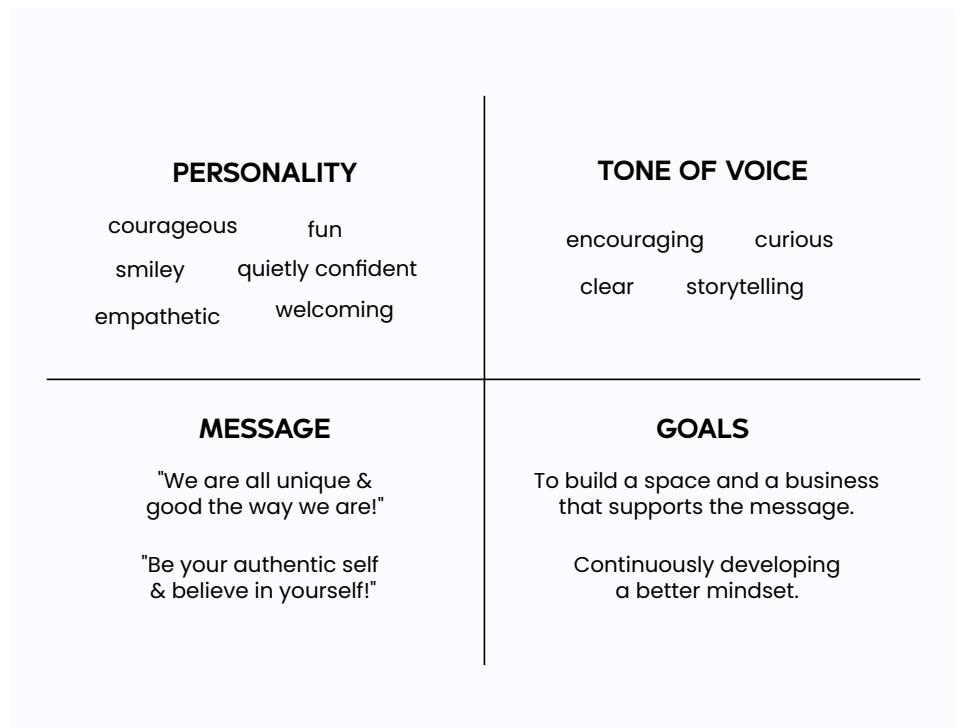 PERSONALITY
courageous fun
smiley quietly confident
empathetic welcoming
TONE OF VOICE
encouraging curious
clear storytelling
MESSAGE
"We are all unique &
good the way we are!"
"Be your authentic self
& believe in yourself!"
GOALS
To build a space and a business
that supports the message.
Continuously developing
a better mindset.